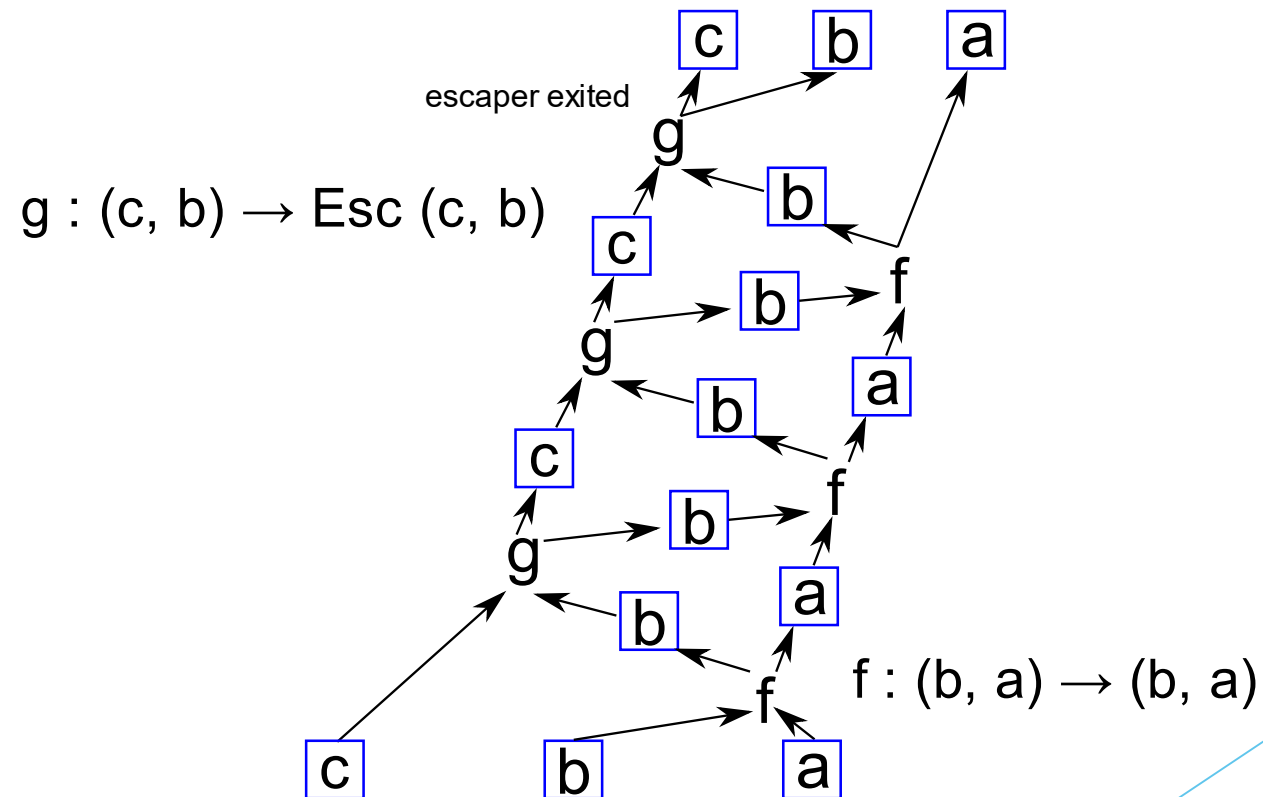 c b a
escaper exited
g
b
g : (c, b) → Esc (c, b)
c
f
b
g
a
b
c
f
b
g
a
b
f : (b, a) → (b, a)
f
c b a